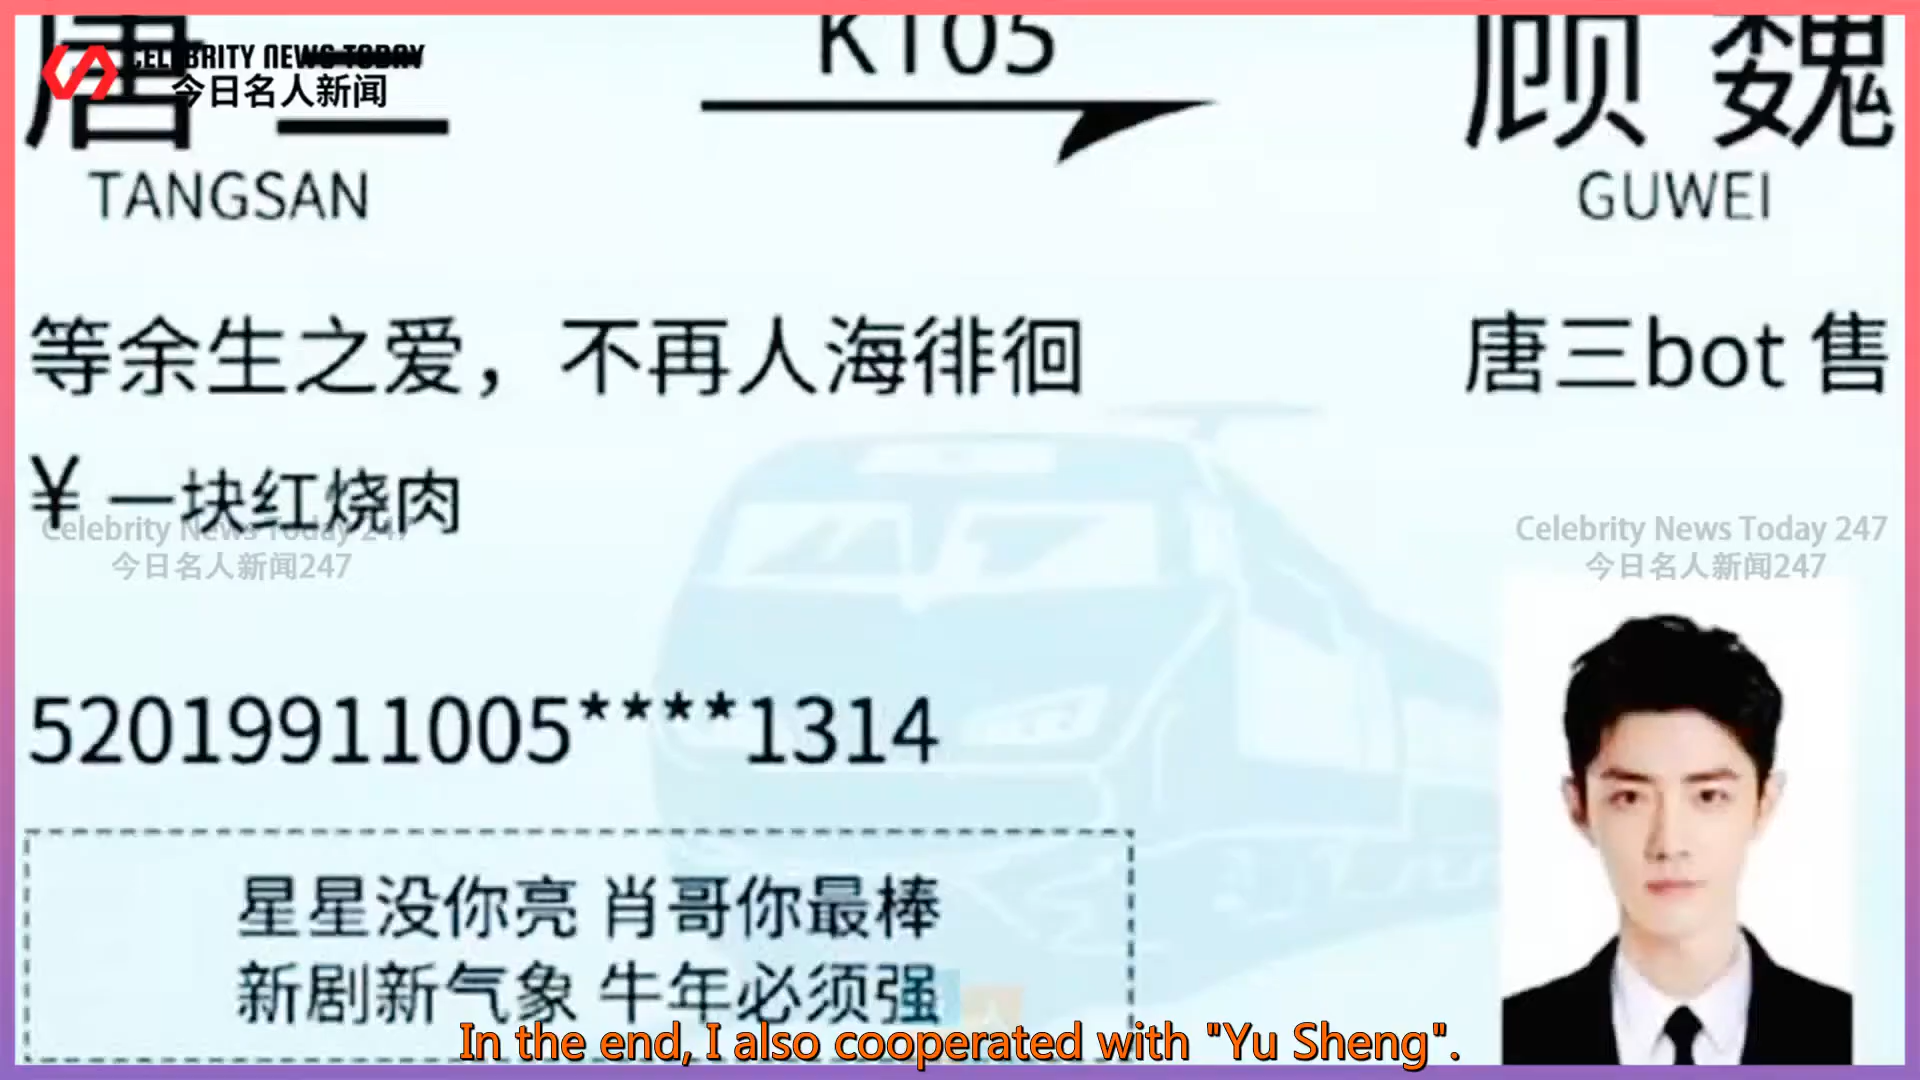 唐三
K105
顾魏
CELEBRITY NEWS TODAY
今日名人新闻
TANGSAN
GUWEI
等余生之爱，不再人海徘徊
唐三bot 售
¥一块红烧肉
Celebrity News Today 247
今日名人新闻247
Celebrity News Today 247
今日名人新闻247
52019911005****1314
星星没你亮 肖哥你最棒
新剧新气象 牛年必须强
In the end, I also cooperated with "Yu Sheng".